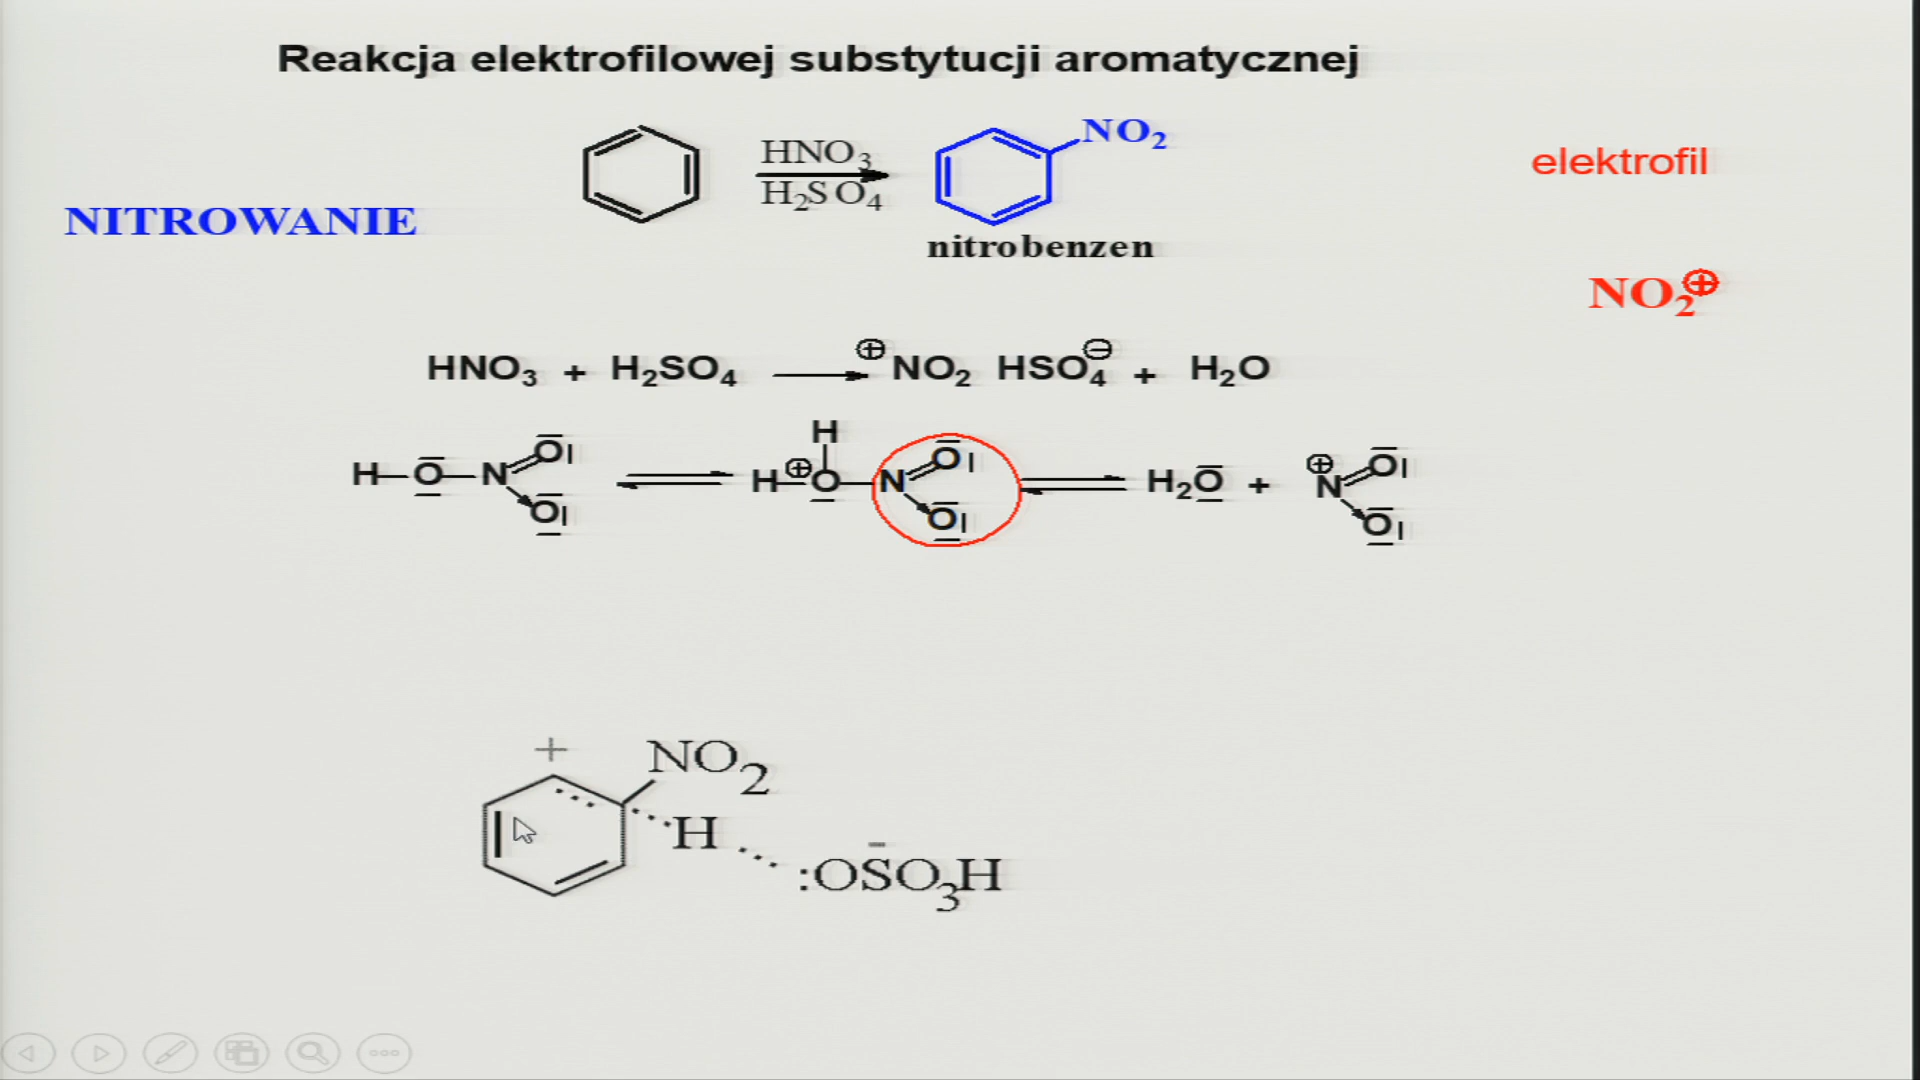 Reakcja elektrofilowej substytucji aromatycznej
HNO3
H2SO4
NO2
elektrofil
NITROWANIE
nitrobenzen
NO2⊕
HNO3 + H2SO4 → ⊕NO2 HSO4⊖ + H2O
H
H—O—N O O ⇌ H—⊕O—N O O ⇌ H2O + ⊕N O O
+
NO2
H
:OSO3H